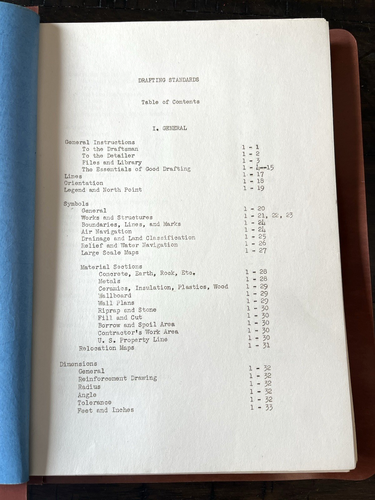 DRAFTING STANDARDS
Table of Contents
I. GENERAL
General Instructions
To the Draftsman 1 - 1
To the Detailer 1 - 2
Files and Library 1 - 3
The Essentials of Good Drafting 1 - 4--15
Lines 1 - 17
Orientation 1 - 18
Legend and North Point 1 - 19
Symbols
General 1 - 20
Works and Structures 1 - 21, 22, 23
Boundaries, Lines, and Marks 1 - 24
Air Navigation 1 - 24
Drainage and Land Classification 1 - 25
Relief and Water Navigation 1 - 26
Large Scale Maps 1 - 27
Material Sections
Concrete, Earth, Rock, Etc. 1 - 28
Metals 1 - 28
Ceramics, Insulation, Plastics, Wood 1 - 29
Wallboard 1 - 29
Wall Plans 1 - 29
Riprap and Stone 1 - 30
Fill and Cut 1 - 30
Borrow and Spoil Area 1 - 30
Contractor's Work Area 1 - 30
U. S. Property Line 1 - 30
Relocation Maps 1 - 31
Dimensions
General 1 - 32
Reinforcement Drawing 1 - 32
Radius 1 - 32
Angle 1 - 32
Tolerance 1 - 32
Feet and Inches 1 - 33